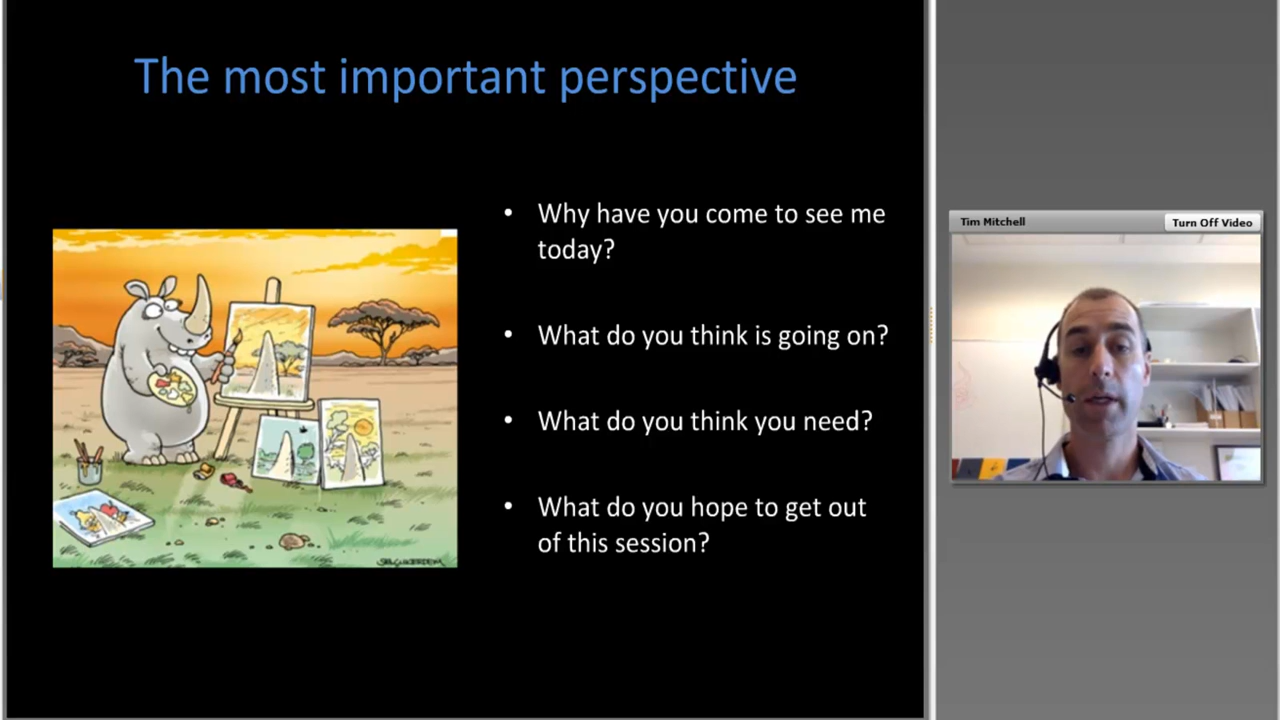 The most important perspective
• Why have you come to see me
today?
• What do you think is going on?
• What do you think you need?
• What do you hope to get out
of this session?
Tim Mitchell
Turn Off Video